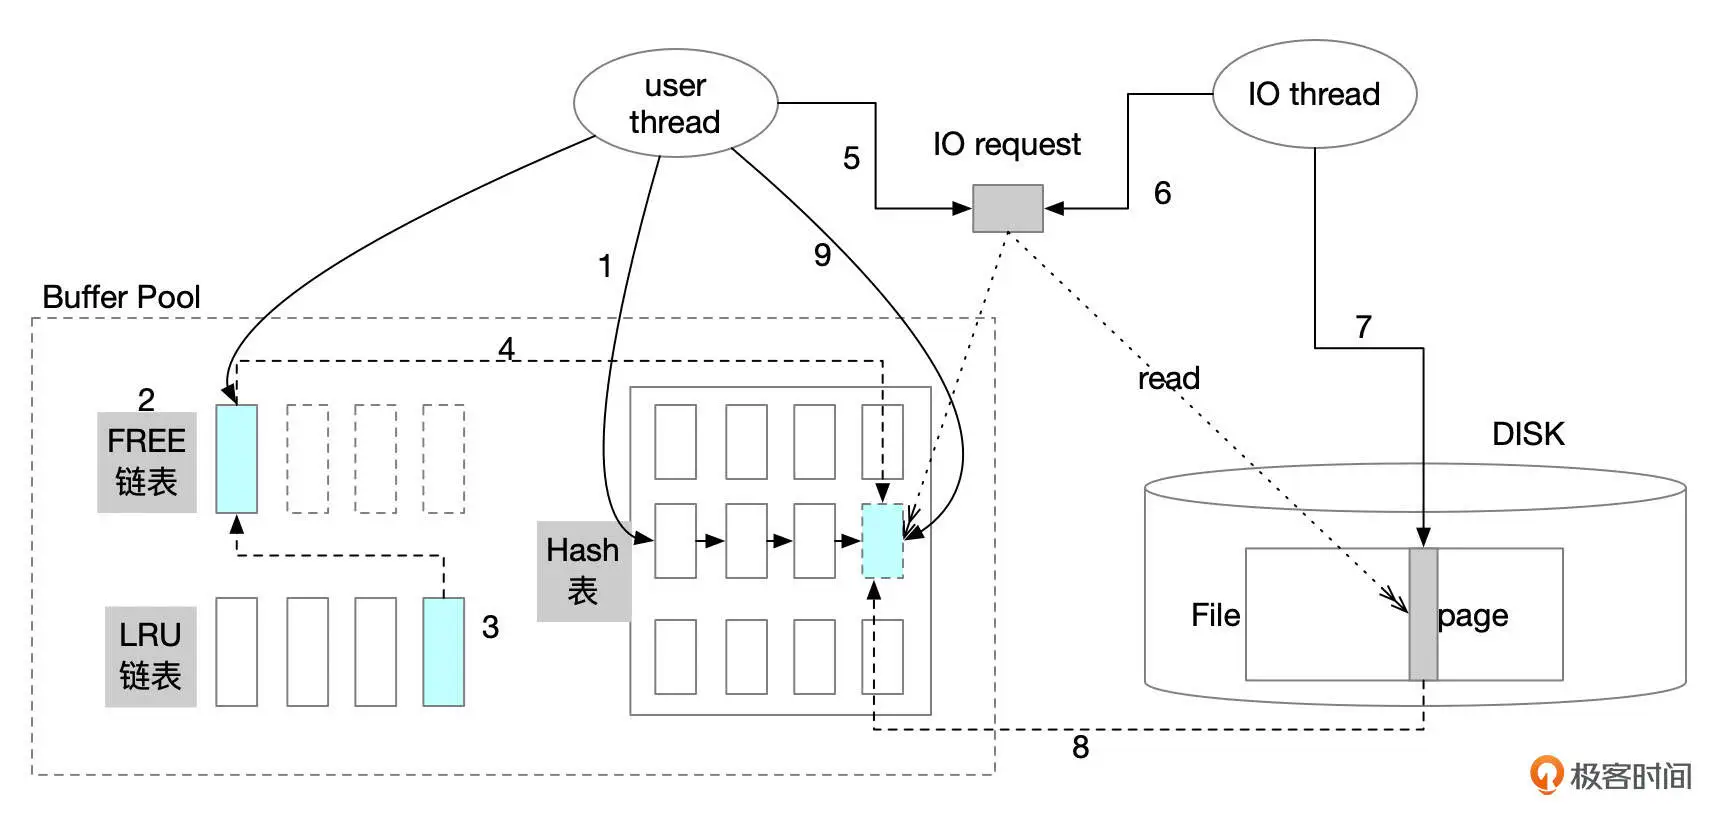 user
thread
IO thread
IO request
5
6
1
9
Buffer Pool
7
4
read
2
FREE
链表
DISK
Hash
表
LRU
链表
3
File
page
8
极客时间